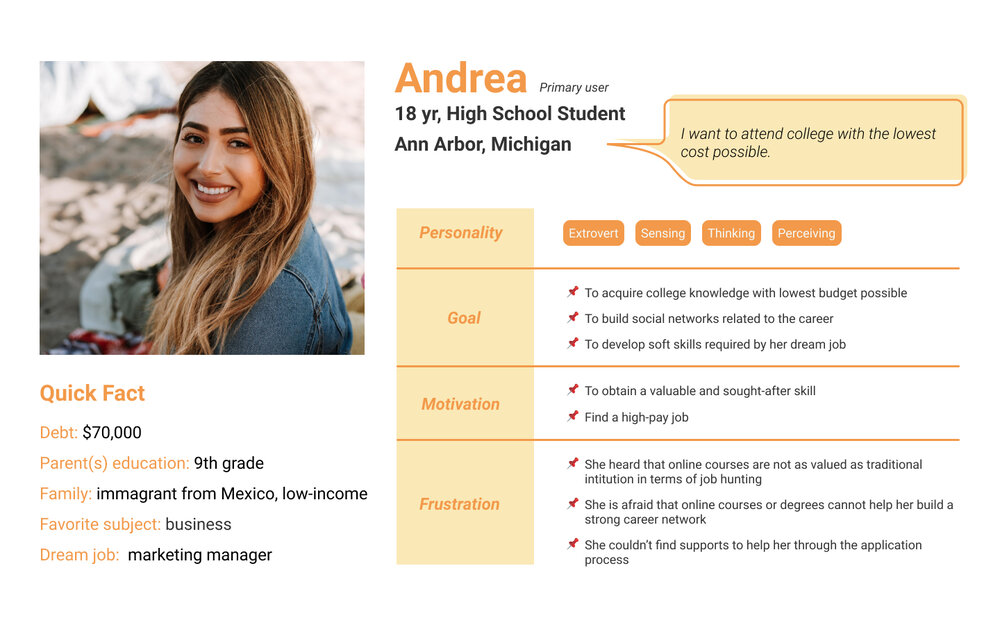 Andrea Primary user
18 yr, High School Student
Ann Arbor, Michigan
I want to attend college with the lowest
cost possible.
Personality
Extrovert Sensing Thinking Perceiving
Goal
To acquire college knowledge with lowest budget possible
To build social networks related to the career
To develop soft skills required by her dream job
Motivation
To obtain a valuable and sought-after skill
Find a high-pay job
Frustration
She heard that online courses are not as valued as traditional
intitution in terms of job hunting
She is afraid that online courses or degrees cannot help her build a
strong career network
She couldn't find supports to help her through the application
process
Quick Fact
Debt: $70,000
Parent(s) education: 9th grade
Family: immagrant from Mexico, low-income
Favorite subject: business
Dream job: marketing manager